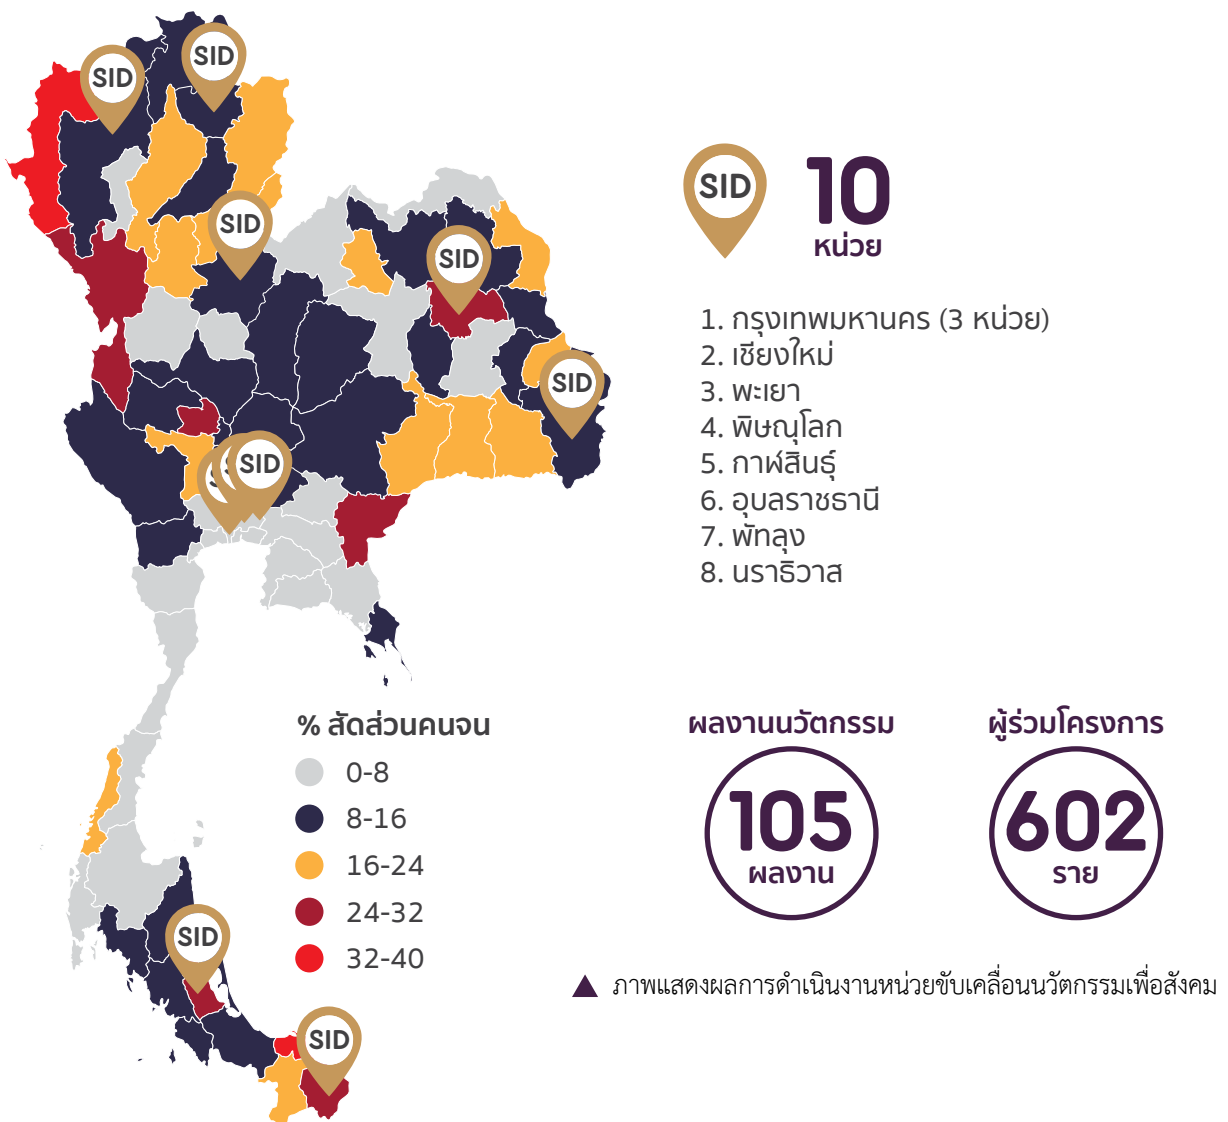 SID
SID
SID
SID
SID
SID
SID
SID
SID
10
หน่วย
1. กรุงเทพมหานคร (3 หน่วย)
2. เชียงใหม่
3. พะเยา
4. พิษณุโลก
5. กาฬสินธุ์
6. อุบลราชธานี
7. พัทลุง
8. นราธิวาส
% สัดส่วนคนจน
0-8
8-16
16-24
24-32
32-40
ผลงานนวัตกรรม
105
ผลงาน
ผู้ร่วมโครงการ
602
ราย
▲ ภาพแสดงผลการดำเนินงานหน่วยขับเคลื่อนนวัตกรรมเพื่อสังคม